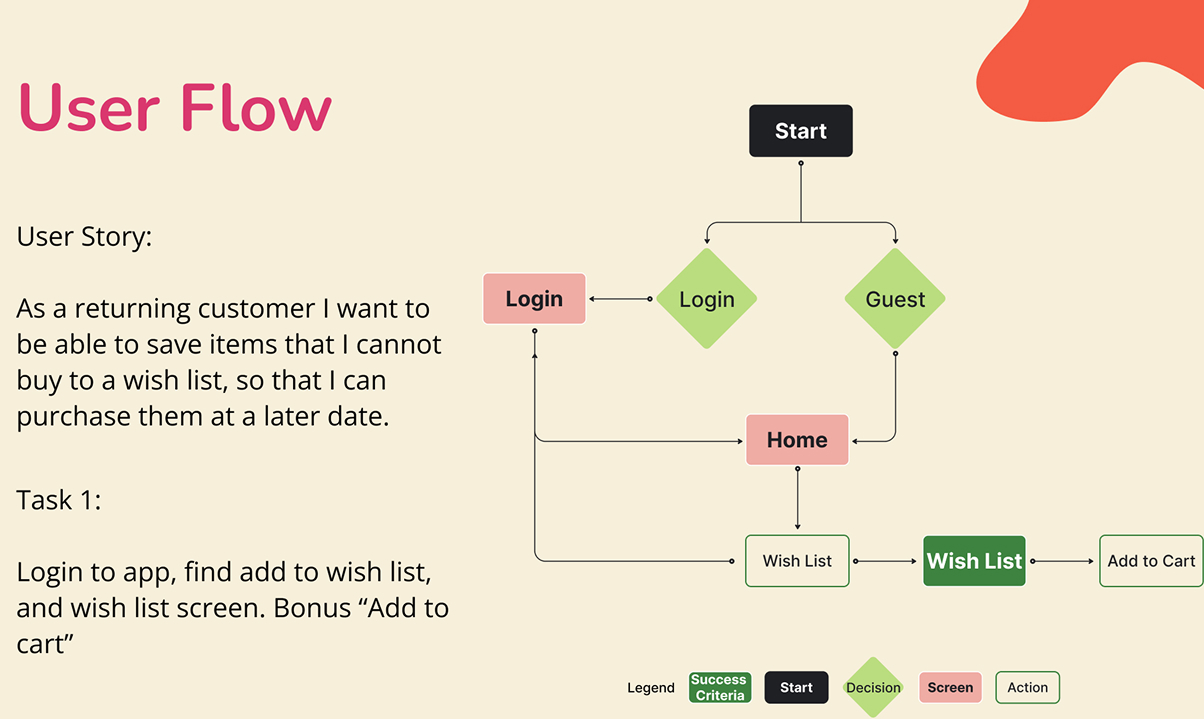 User Flow
User Story:
As a returning customer I want to
be able to save items that I cannot
buy to a wish list, so that I can
purchase them at a later date.
Task 1:
Login to app, find add to wish list,
and wish list screen. Bonus “Add to
cart”
Start
Login
Login
Guest
Home
Wish List
Wish List
Add to Cart
Legend
Success
Criteria
Start
Decision
Screen
Action